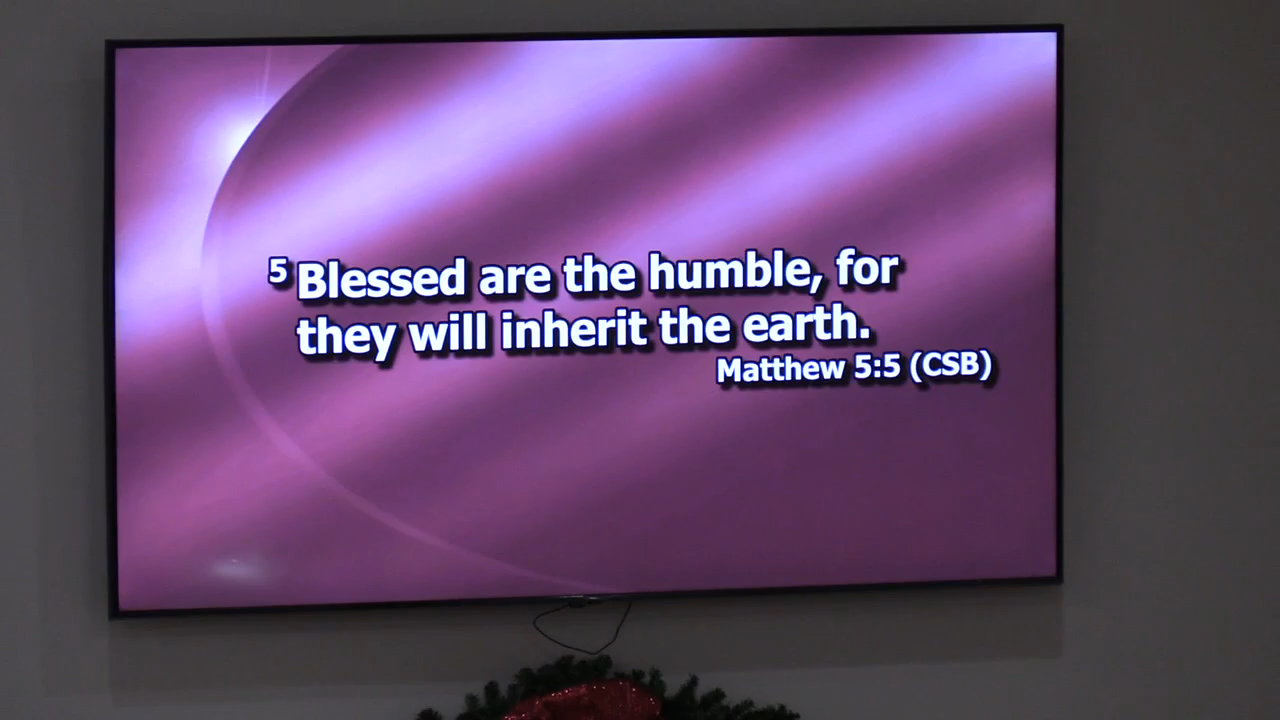 5 Blessed are the humble, for
they will inherit the earth.
Matthew 5:5 (CSB)